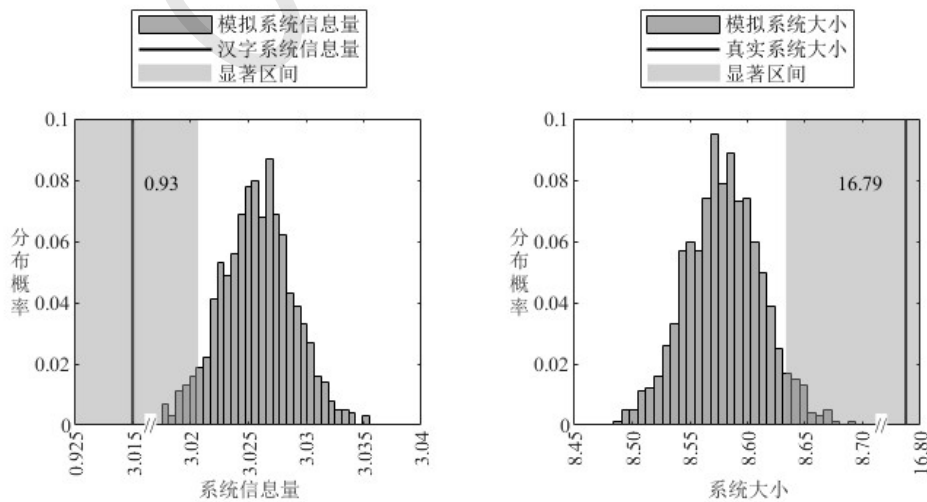 模拟系统信息量
汉字系统信息量
显著区间
0.1
0.08
0.06
0.04
0.02
0
0.93
分布概率
0.925
3.015
3.02
3.025
3.03
3.035
3.04
系统信息量
模拟系统大小
真实系统大小
显著区间
0.1
0.08
0.06
0.04
0.02
0
16.79
分布概率
8.45
8.50
8.55
8.60
8.65
8.70
16.80
系统大小